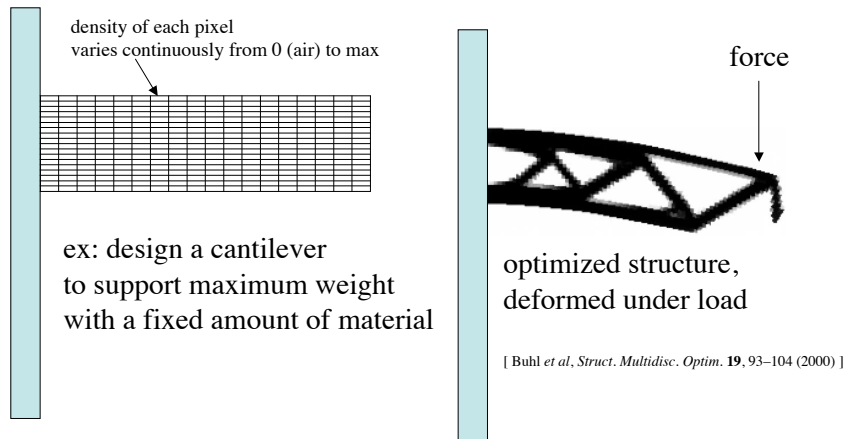 density of each pixel
varies continuously from 0 (air) to max
ex: design a cantilever
to support maximum weight
with a fixed amount of material
force
optimized structure,
deformed under load
[ Buhl et al, Struct. Multidisc. Optim. 19, 93–104 (2000) ]